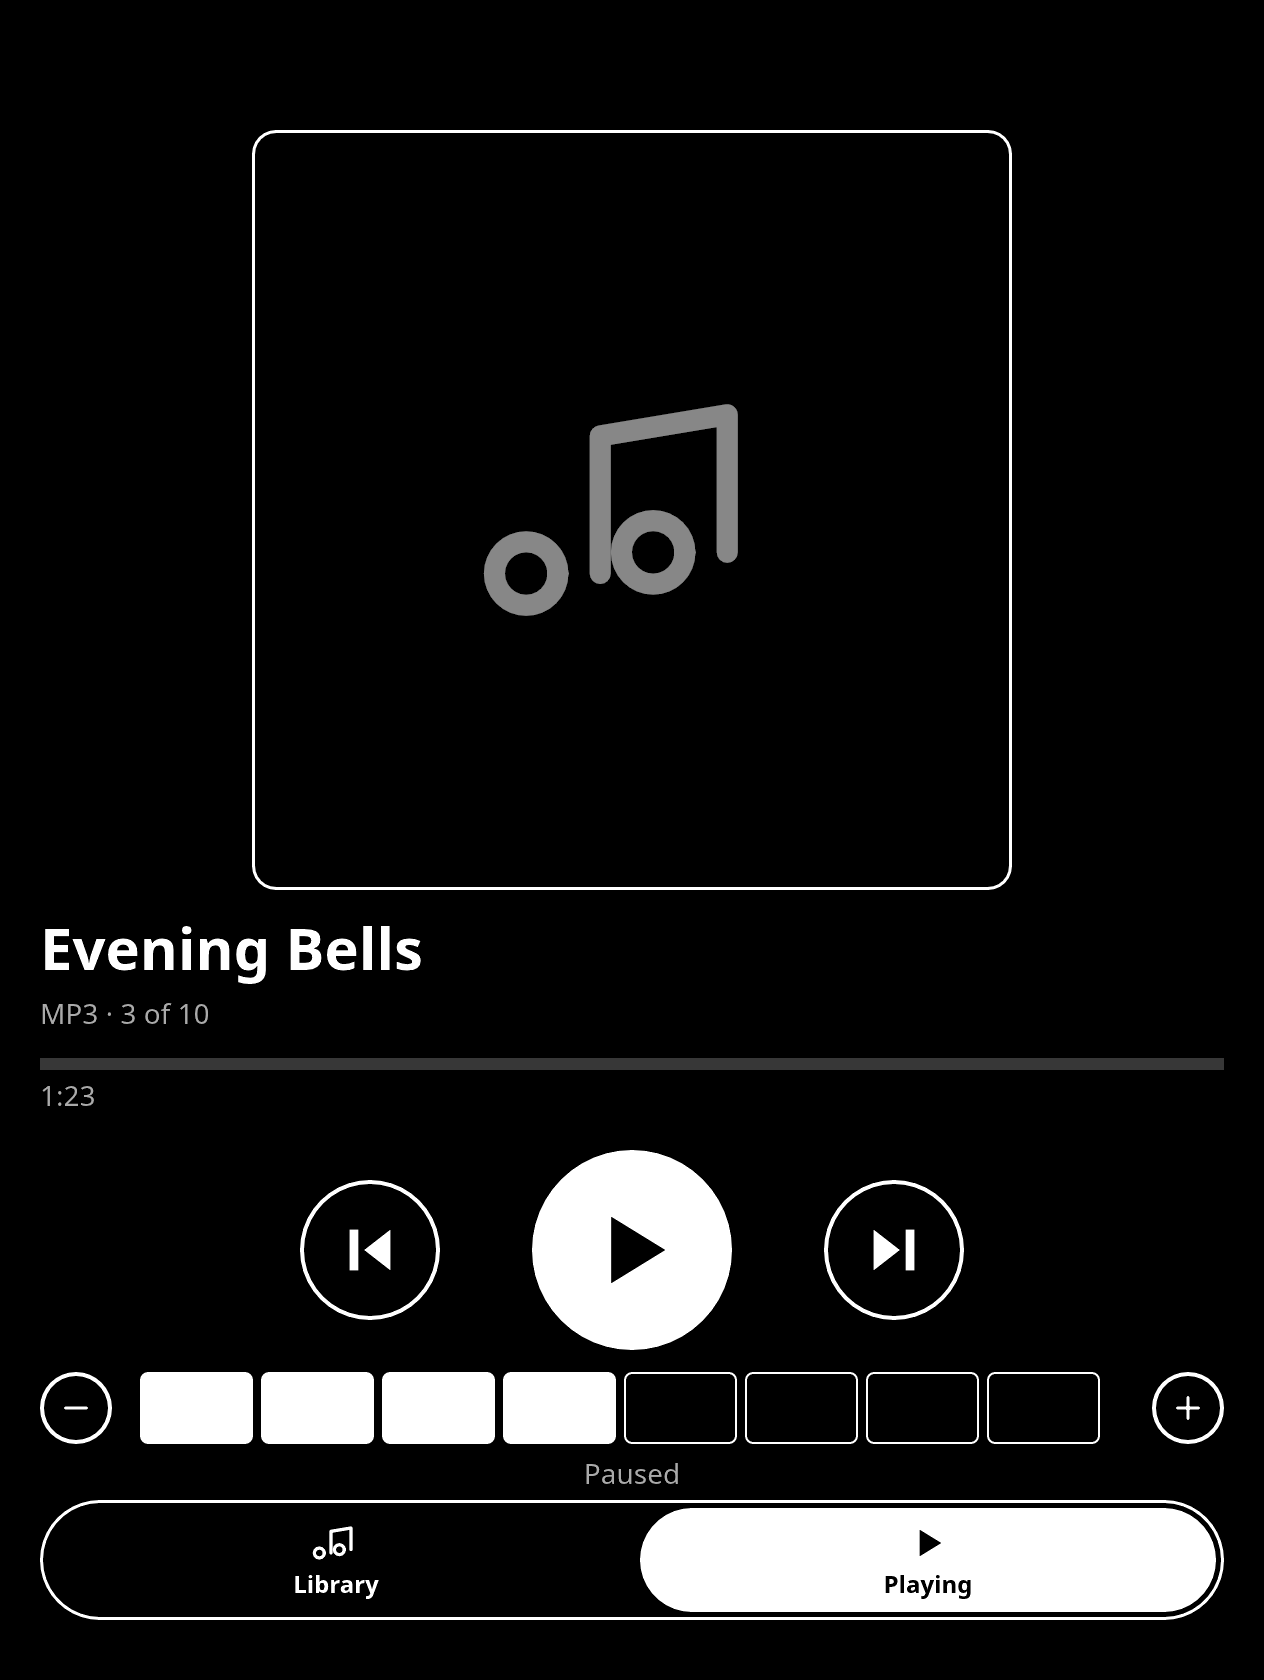 Evening Bells
MP3 · 3 of 10
1:23
Paused
Library
Playing